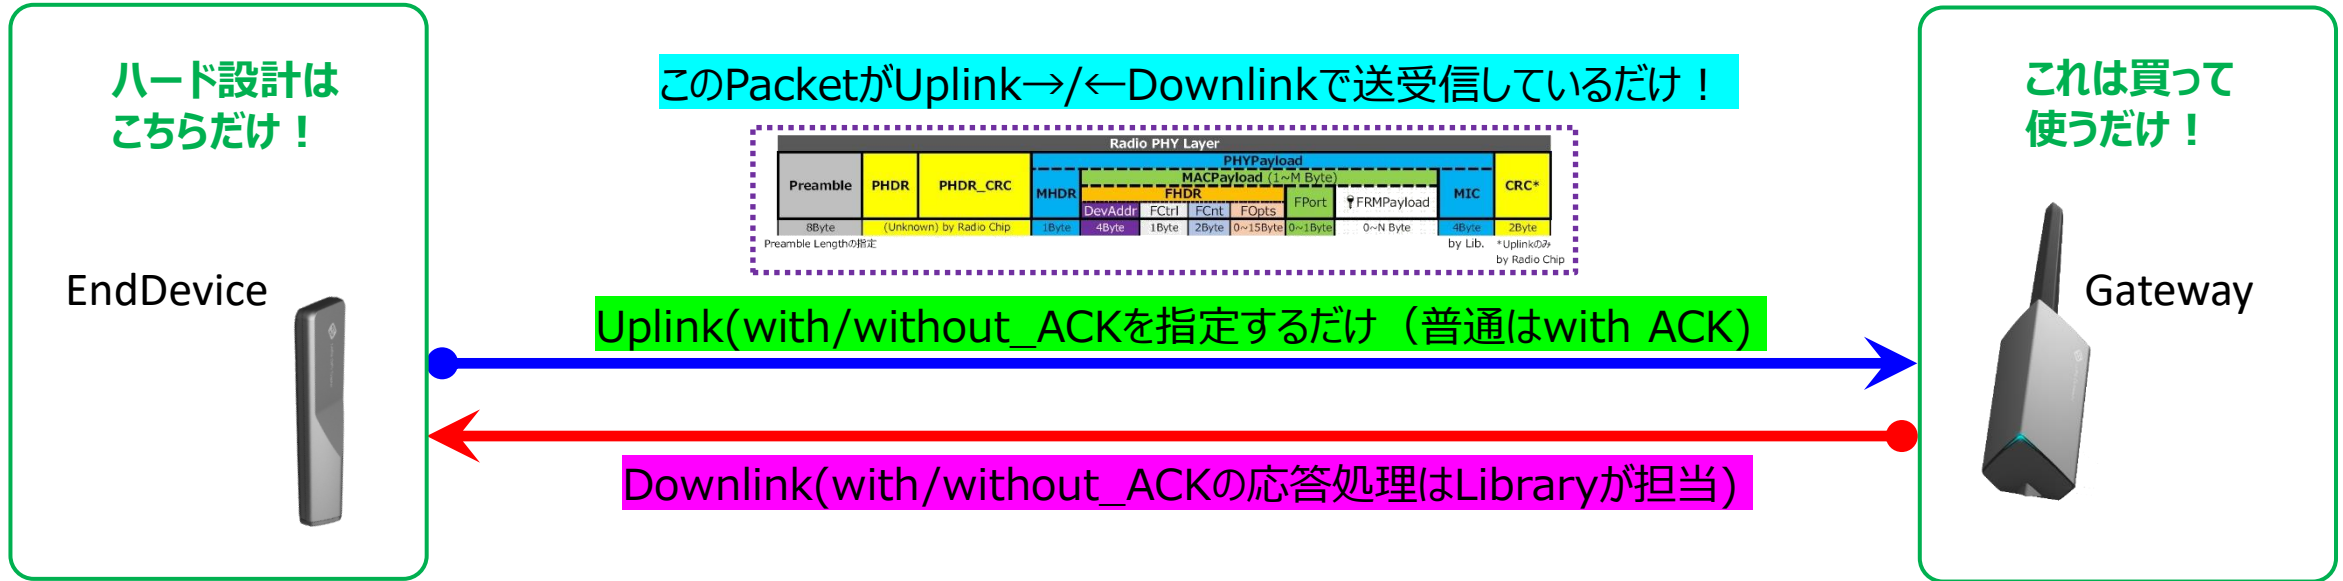 ハード設計は
こちらだけ！
EndDevice
このPacketがUplink→/←Downlinkで送受信しているだけ！
Radio PHY Layer
PHYPayload
MACPayload (1~M Byte)
Preamble PHDR PHDR_CRC MHDR FHDR FPort FRMPayload MIC CRC*
DevAddr FCtrl FCnt FOpts
8Byte (Unknown) by Radio Chip 1Byte 4Byte 1Byte 2Byte 0~15Byte 0~1Byte 0~N Byte 4Byte 2Byte
Preamble Lengthの指定 by Lib. *Uplinkのみ
by Radio Chip
Uplink(with/without_ACKを指定するだけ（普通はwith ACK)
Downlink(with/without_ACKの応答処理はLibraryが担当)
これは買って
使うだけ！
Gateway